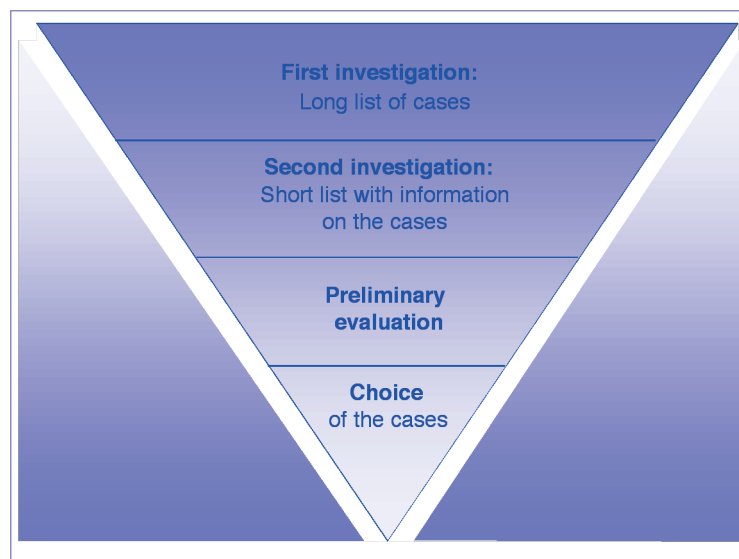 First investigation:
Long list of cases
Second investigation:
Short list with information
on the cases
Preliminary
evaluation
Choice
of the cases